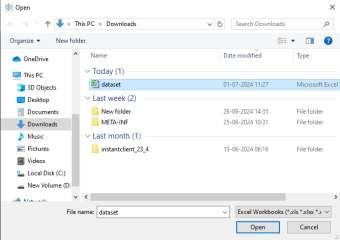 Open
This PC > Downloads
Search Downloads
Organize
New folder
OneDrive
This PC
3D Objects
Desktop
Documents
Downloads
Music
Pictures
Videos
Local Disk (C:)
New Volume (D:)
Name
Date modified
Type
Today (1)
dataset
01-07-2024 11:27
Microsoft Excel
Last week (2)
New folder
26-06-2024 14:35
File folder
META-INF
25-06-2024 10:31
File folder
Last month (1)
instantclient_23_4
13-06-2024 06:16
File folder
File name:
dataset
Excel Workbooks (*.xls *.xlsx *.x
Open
Cancel